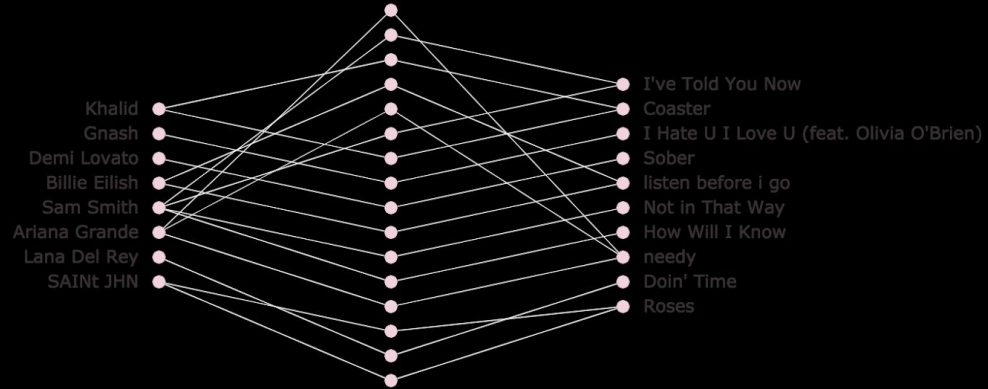 Khalid
Gnash
Demi Lovato
Billie Eilish
Sam Smith
Ariana Grande
Lana Del Rey
SAINt JHN
I've Told You Now
Coaster
I Hate U I Love U (feat. Olivia O'Brien)
Sober
listen before i go
Not in That Way
How Will I Know
needy
Doin' Time
Roses